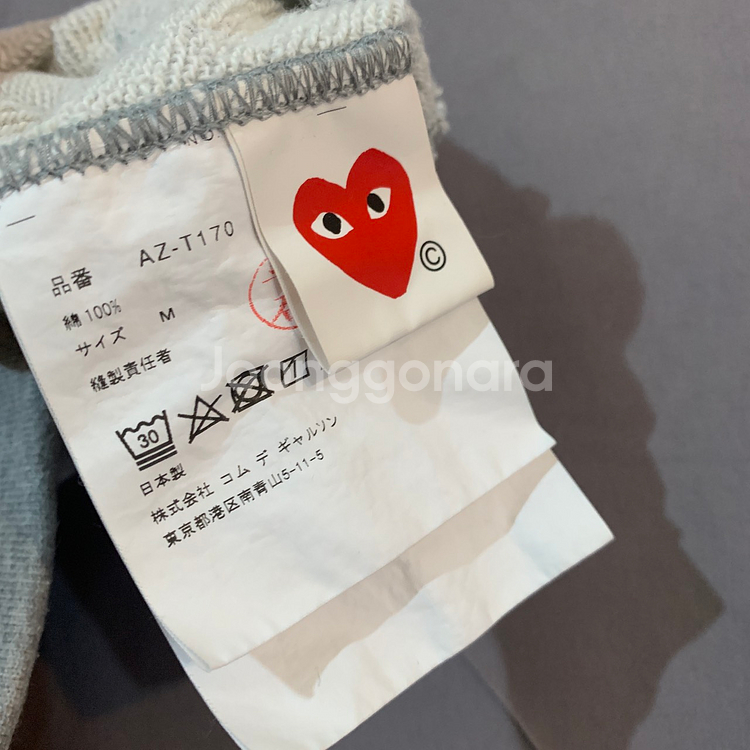 品番 AZ-T170
綿 100%
サイズ M
縫製責任者
30
日本製
株式会社 コム デ ギャルソン
東京都港区南青山5-11-5
©
Joonggonara